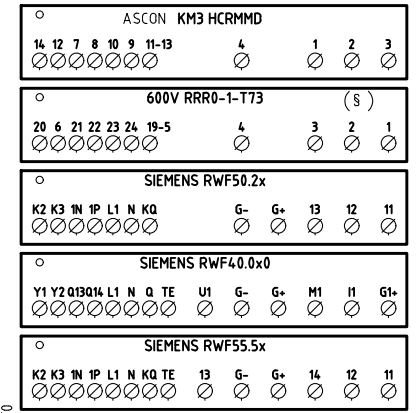 ASCON KM3 HCRMMD
14 12 7 8 10 9 11-13 4 1 2 3
600V RRR0-1-T73 (§)
20 6 21 22 23 24 19-5 4 3 2 1
SIEMENS RWF50.2x
K2 K3 1N 1P L1 N KQ G- G+ 13 12 11
SIEMENS RWF40.0x0
Y1 Y2 Q13 Q14 L1 N Q TE U1 G- G+ M1 I1 G1+
SIEMENS RWF55.5x
K2 K3 1N 1P L1 N KQ TE 13 G- G+ 14 12 11